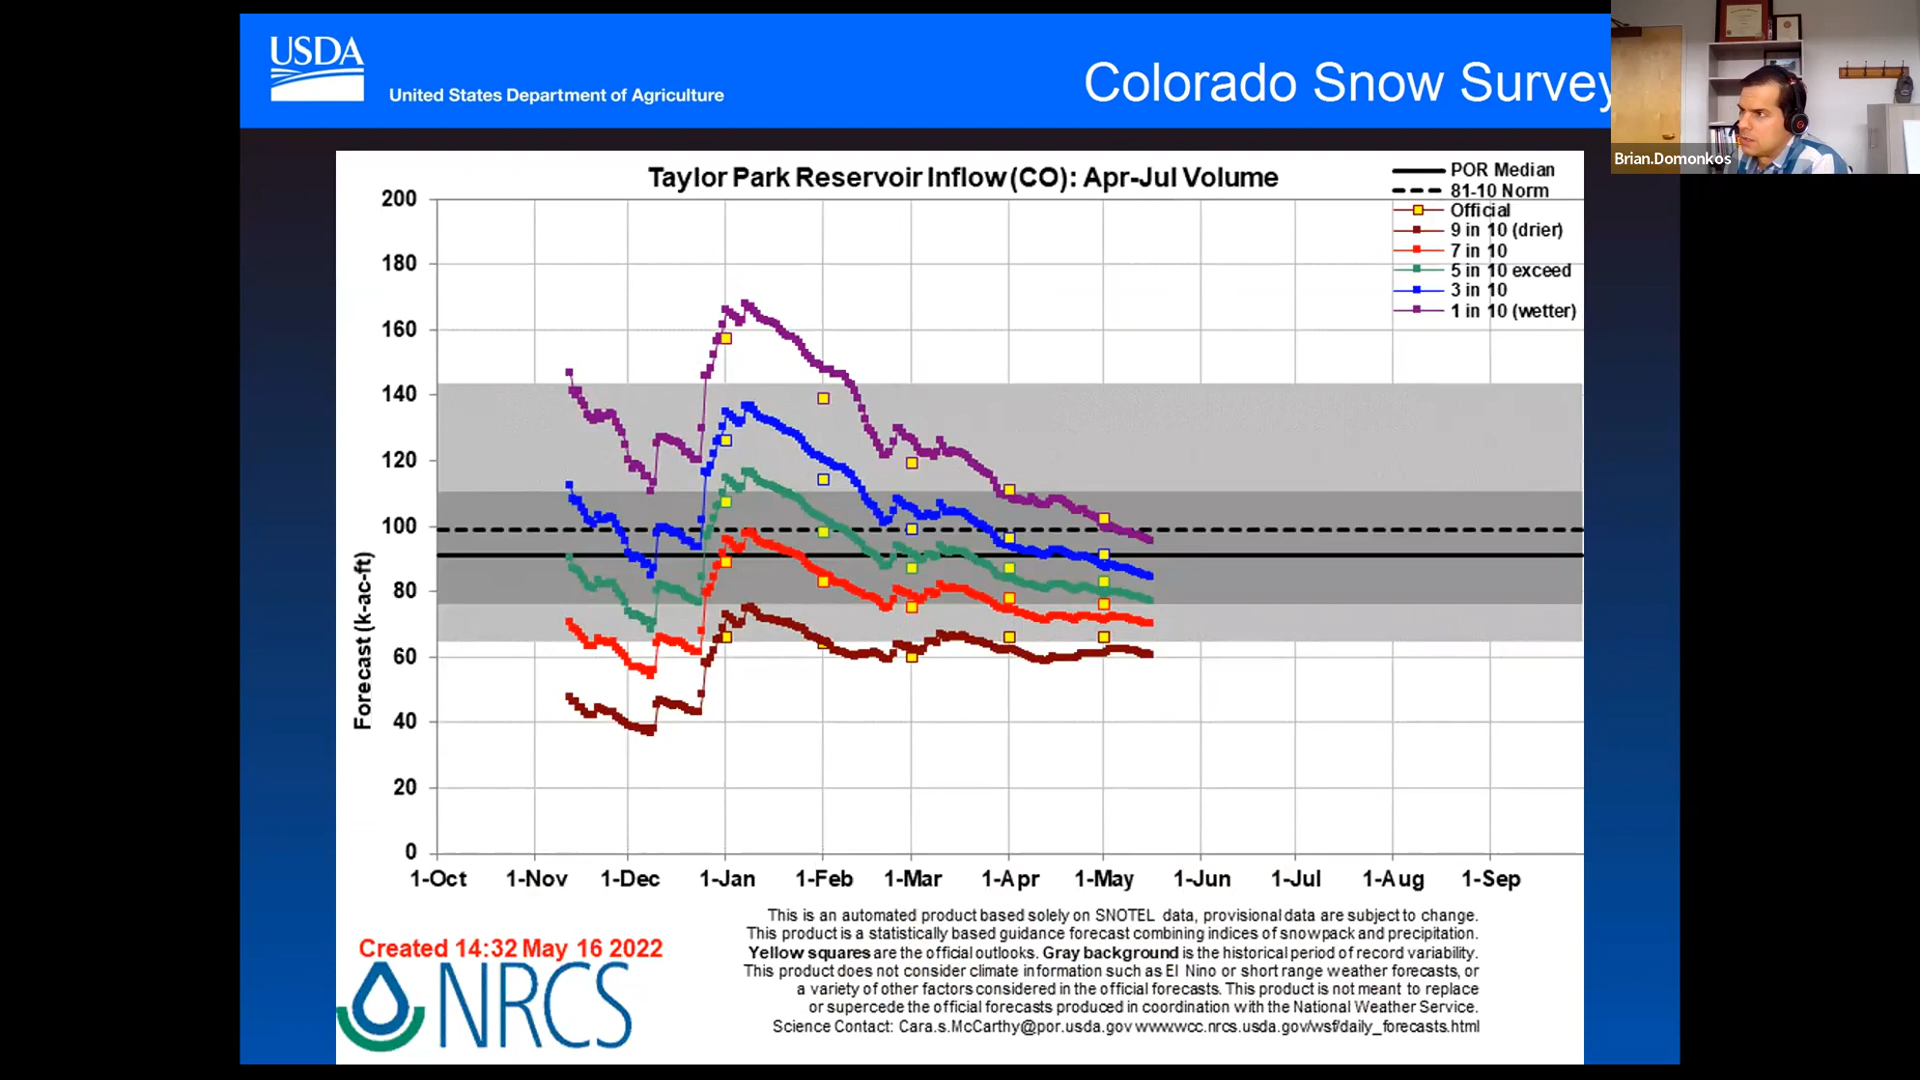 USDA
United States Department of Agriculture
Colorado Snow Survey
Brian.Domonkos
Taylor Park Reservoir Inflow (CO): Apr-Jul Volume
POR Median
81-10 Norm
Official
9 in 10 (drier)
7 in 10
5 in 10 exceed
3 in 10
1 in 10 (wetter)
Forecast (k-ac-ft)
200
180
160
140
120
100
80
60
40
20
0
1-Oct 1-Nov 1-Dec 1-Jan 1-Feb 1-Mar 1-Apr 1-May 1-Jun 1-Jul 1-Aug 1-Sep
This is an automated product based solely on SNOTEL data, provisional data are subject to change.
This product is a statistically based guidance forecast combining indices of snowpack and precipitation.
Yellow squares are the official outlooks. Gray background is the historical period of record variability.
This product does not consider climate information such as El Nino or short range weather forecasts, or
a variety of other factors considered in the official forecasts. This product is not meant to replace
or supercede the official forecasts produced in coordination with the National Weather Service.
Science Contact: Cara.s.McCarthy@por.usda.gov www.wcc.nrcs.usda.gov/wsf/daily_forecasts.html
Created 14:32 May 16 2022
NRCS